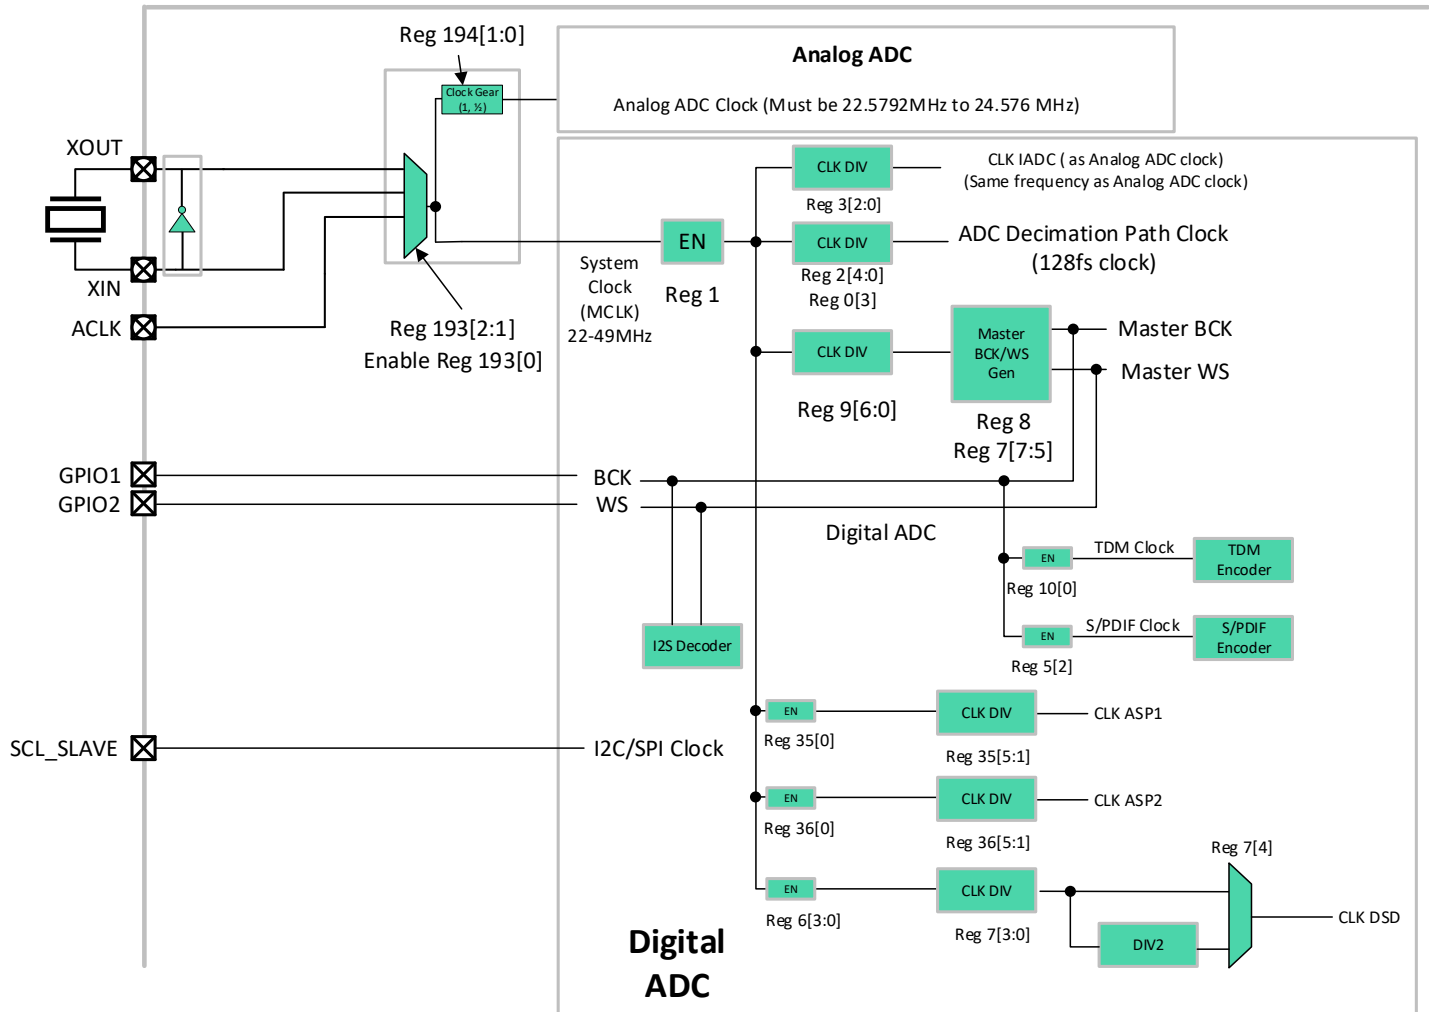 Reg 194[1:0]
Analog ADC
Clock Gear
(1, ½)
Analog ADC Clock (Must be 22.5792MHz to 24.576 MHz)
XOUT
CLK DIV
CLK IADC ( as Analog ADC clock)
(Same frequency as Analog ADC clock)
Reg 3[2:0]
EN
CLK DIV
ADC Decimation Path Clock
(128fs clock)
XIN
System
Clock
(MCLK)
22-49MHz
Reg 1
Reg 2[4:0]
Reg 0[3]
ACLK
Reg 193[2:1]
Enable Reg 193[0]
CLK DIV
Master
BCK/WS
Gen
Master BCK
Master WS
Reg 9[6:0]
Reg 8
Reg 7[7:5]
GPIO1
BCK
GPIO2
WS
Digital ADC
EN
TDM Clock
TDM
Encoder
Reg 10[0]
I2S Decoder
EN
S/PDIF Clock
S/PDIF
Encoder
Reg 5[2]
EN
CLK DIV
CLK ASP1
Reg 35[0]
Reg 35[5:1]
SCL_SLAVE
I2C/SPI Clock
EN
CLK DIV
CLK ASP2
Reg 36[0]
Reg 36[5:1]
Reg 7[4]
EN
CLK DIV
CLK DSD
Reg 6[3:0]
Reg 7[3:0]
DIV2
Digital
ADC